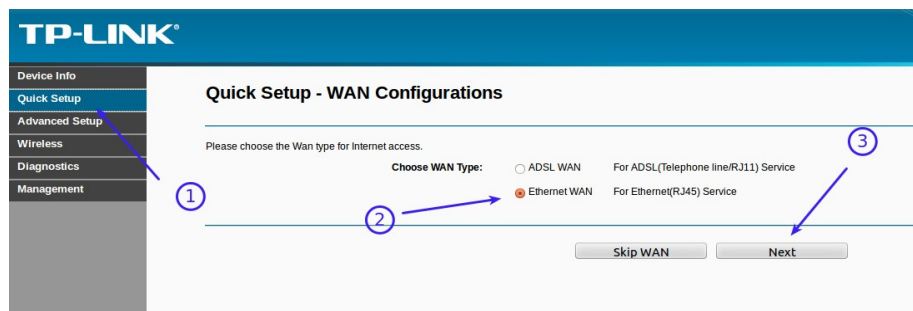 TP-LINK®
Device Info
Quick Setup
Advanced Setup
Wireless
Diagnostics
Management
Quick Setup - WAN Configurations
Please choose the Wan type for Internet access.
Choose WAN Type: ADSL WAN For ADSL(Telephone line/RJ11) Service
Ethernet WAN For Ethernet(RJ45) Service
Skip WAN Next
1
2
3